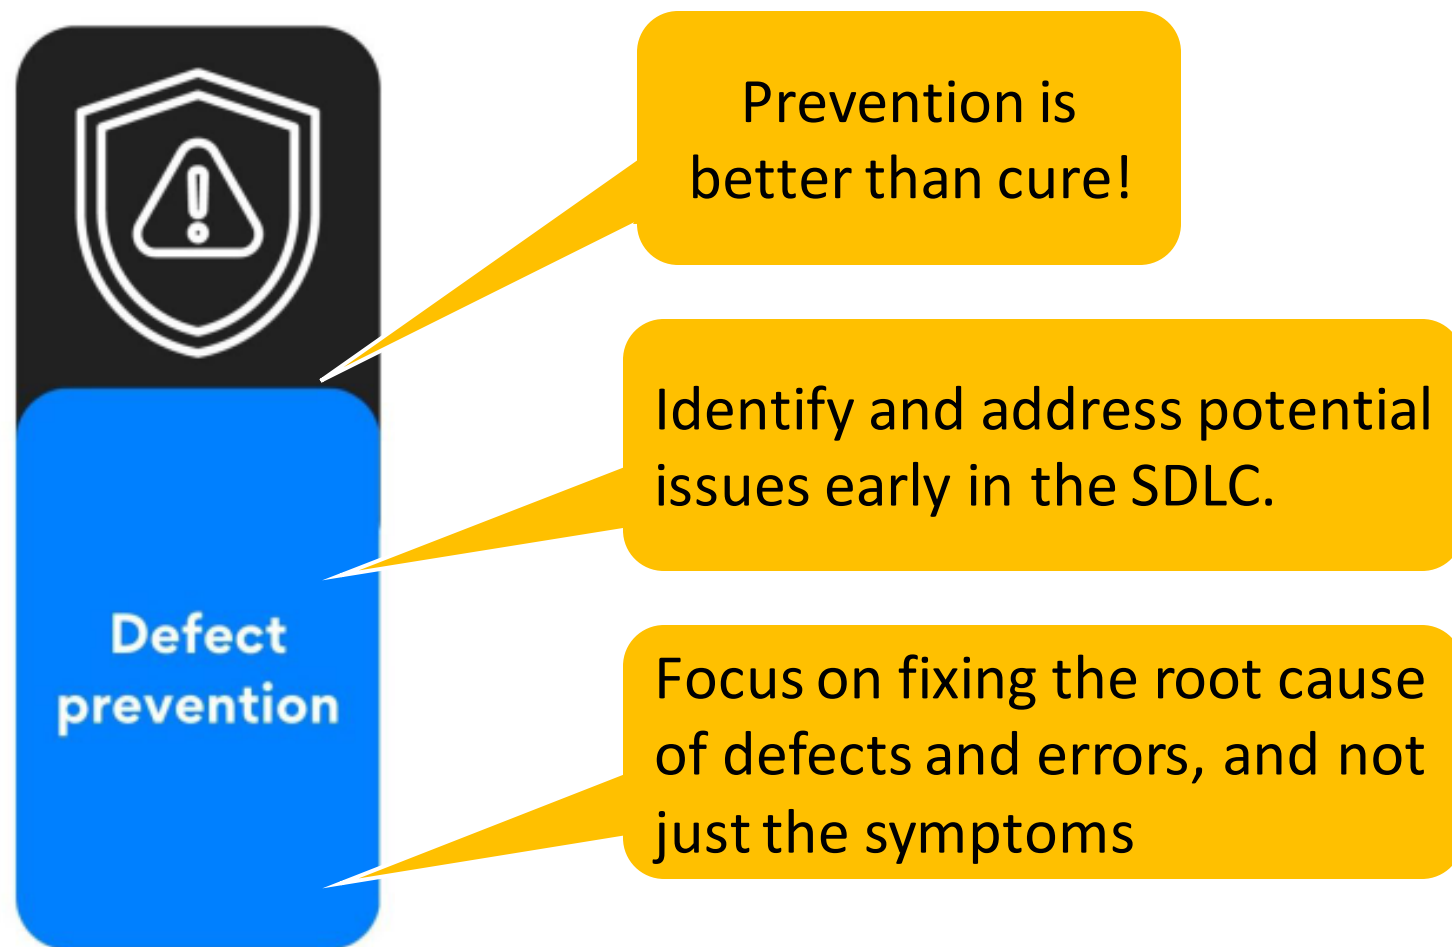 Prevention is
better than cure!
Identify and address potential
issues early in the SDLC.
Defect
prevention
Focus on fixing the root cause
of defects and errors, and not
just the symptoms